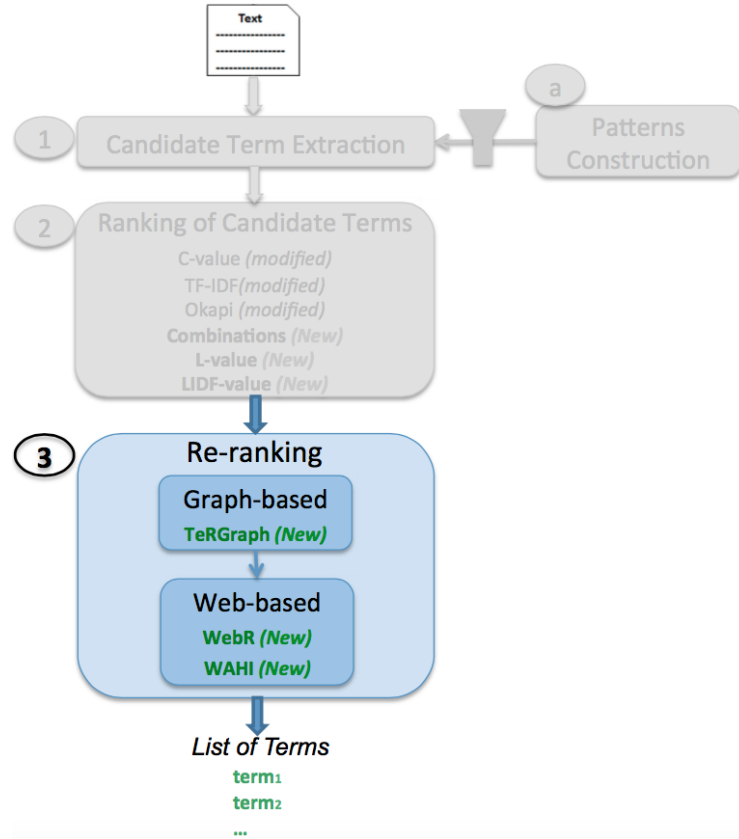 Text
1
Candidate Term Extraction
a
Patterns
Construction
2
Ranking of Candidate Terms
C-value (modified)
TF-IDF(modified)
Okapi (modified)
Combinations (New)
L-value (New)
LIDF-value (New)
3
Re-ranking
Graph-based
TeRGraph (New)
Web-based
WebR (New)
WAHI (New)
List of Terms
term₁
term₂
...